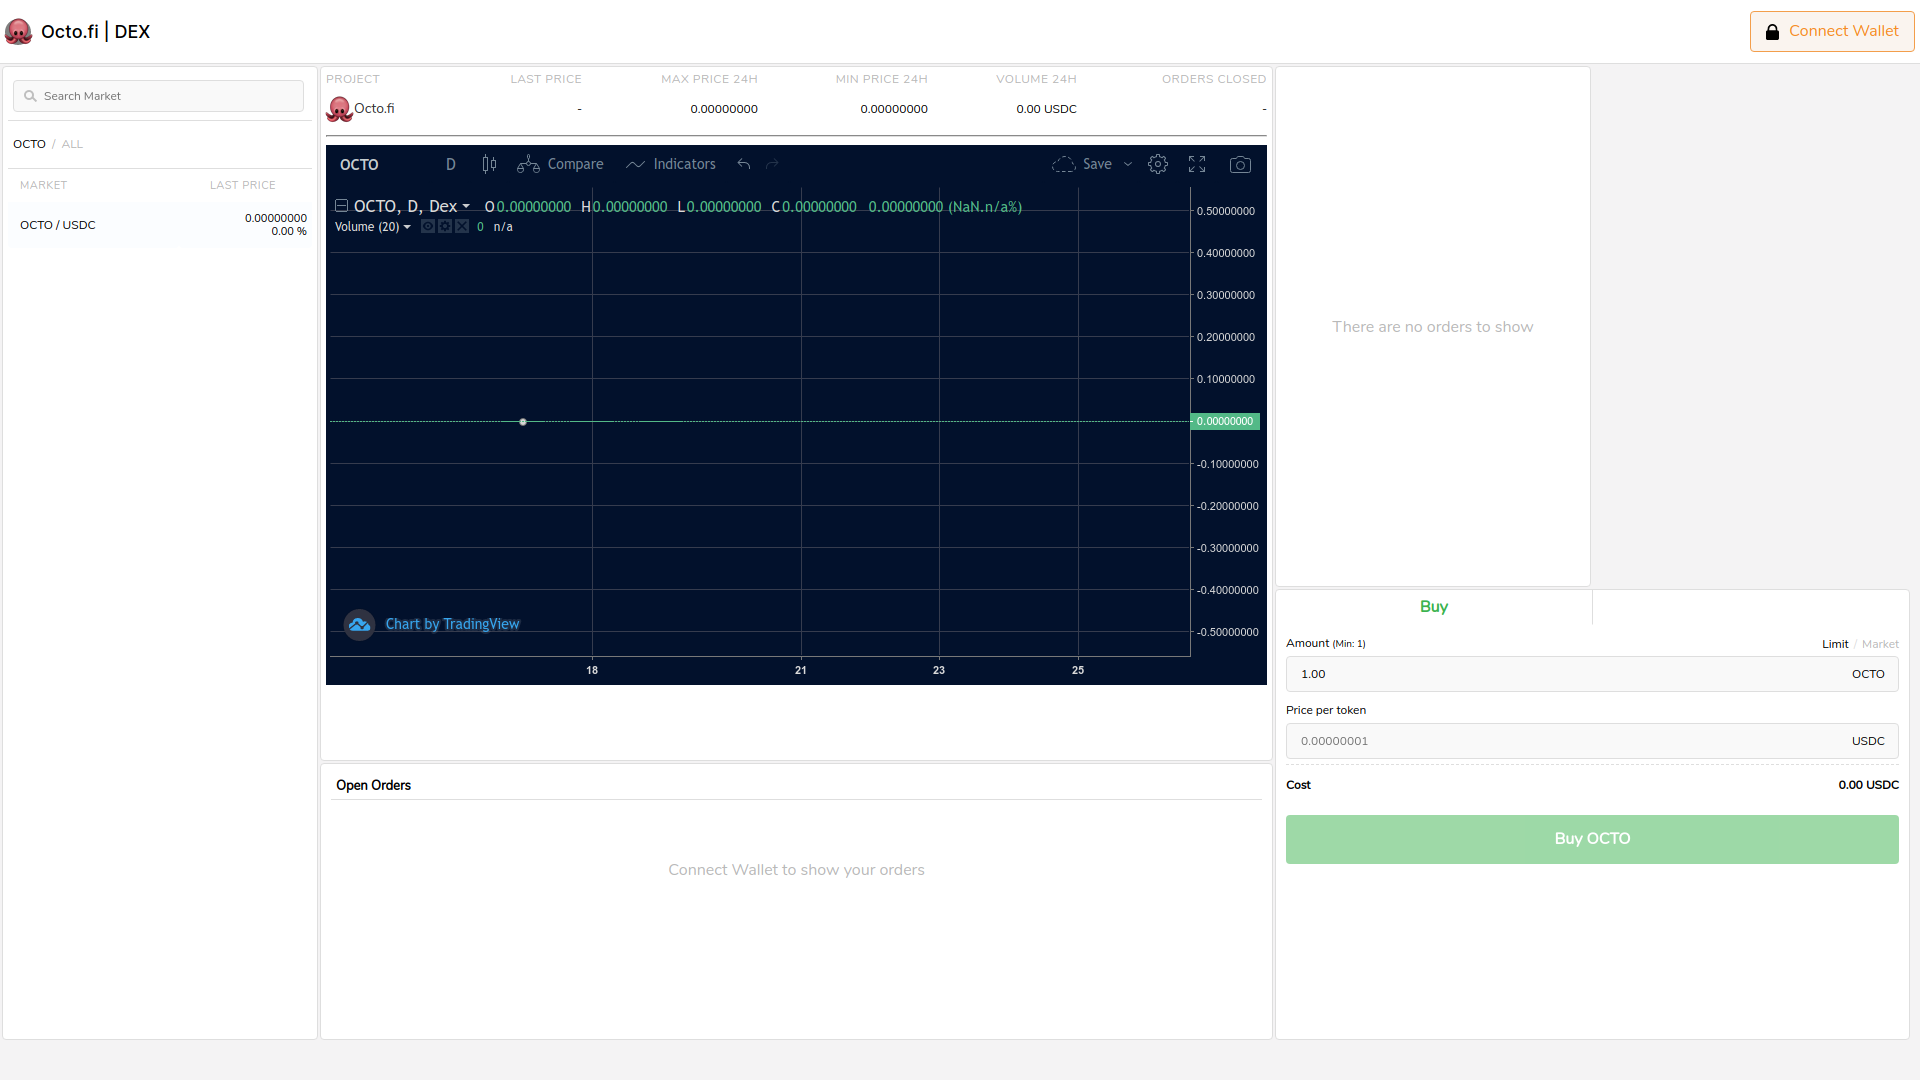 Octo.fi | DEX
Connect Wallet
Search Market
OCTO / ALL
MARKET LAST PRICE
OCTO / USDC 0.00000000
0.00 %
PROJECT LAST PRICE MAX PRICE 24H MIN PRICE 24H VOLUME 24H ORDERS CLOSED
Octo.fi - 0.00000000 0.00000000 0.00 USDC -
OCTO D Compare Indicators Save
OCTO, D, Dex O0.00000000 H0.00000000 L0.00000000 C0.00000000 0.00000000 (NaN.n/a%)
Volume (20) 0 n/a
0.50000000
0.40000000
0.30000000
0.20000000
0.10000000
0.00000000
-0.10000000
-0.20000000
-0.30000000
-0.40000000
-0.50000000
Chart by TradingView
18 21 23 25
Open Orders
Connect Wallet to show your orders
There are no orders to show
Buy
Amount (Min: 1) Limit / Market
1.00 OCTO
Price per token
0.00000001 USDC
Cost 0.00 USDC
Buy OCTO